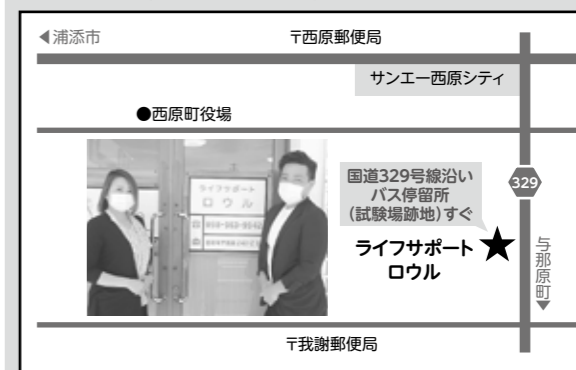 ◀浦添市
〒西原郵便局
サンエー西原シティ
●西原町役場
ライフサポート
ロウル
国道329号線沿い
バス停留所
(試験場跡地)すぐ
329
ライフサポート
ロウル
与那原町▼
〒我謝郵便局